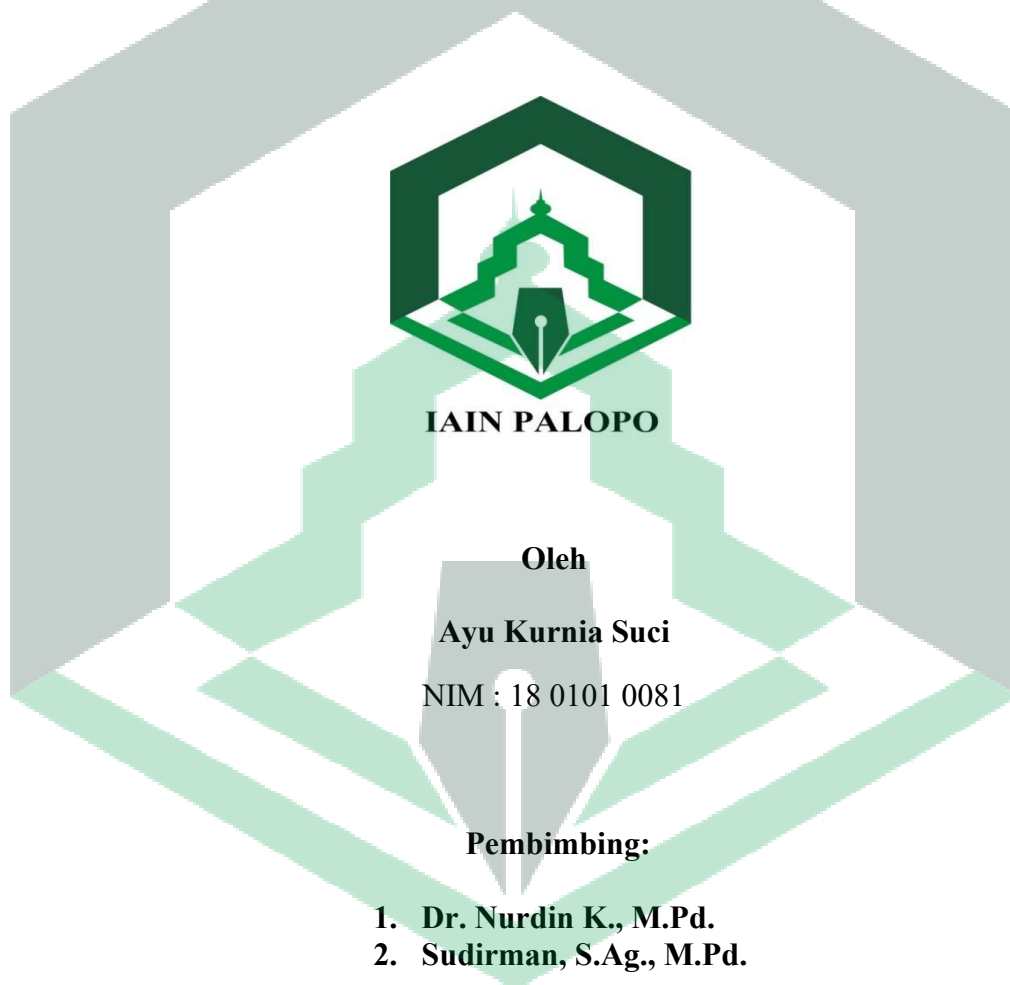 IAIN PALOPO
Oleh
Ayu Kurnia Suci
NIM : 18 0101 0081
Pembimbing:
1. Dr. Nurdin K., M.Pd.
2. Sudirman, S.Ag., M.Pd.